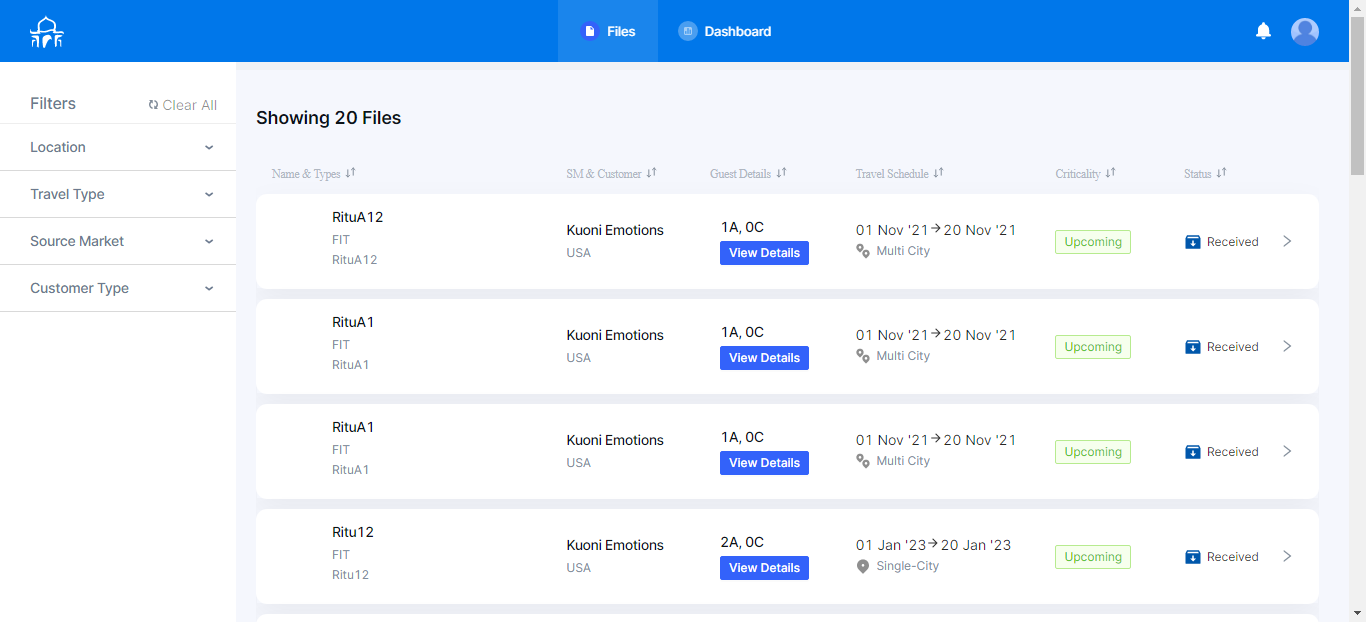 Files
Dashboard
Filters
Clear All
Location
Travel Type
Source Market
Customer Type
Showing 20 Files
Name & Types SM & Customer Guest Details Travel Schedule Criticality Status
RituA12
FIT
RituA12
Kuoni Emotions
USA
1A, 0C
View Details
01 Nov '21→20 Nov '21
Multi City
Upcoming
Received
RituA1
FIT
RituA1
Kuoni Emotions
USA
1A, 0C
View Details
01 Nov '21→20 Nov '21
Multi City
Upcoming
Received
RituA1
FIT
RituA1
Kuoni Emotions
USA
1A, 0C
View Details
01 Nov '21→20 Nov '21
Multi City
Upcoming
Received
Ritu12
FIT
Ritu12
Kuoni Emotions
USA
2A, 0C
View Details
01 Jan '23→20 Jan '23
Single-City
Upcoming
Received